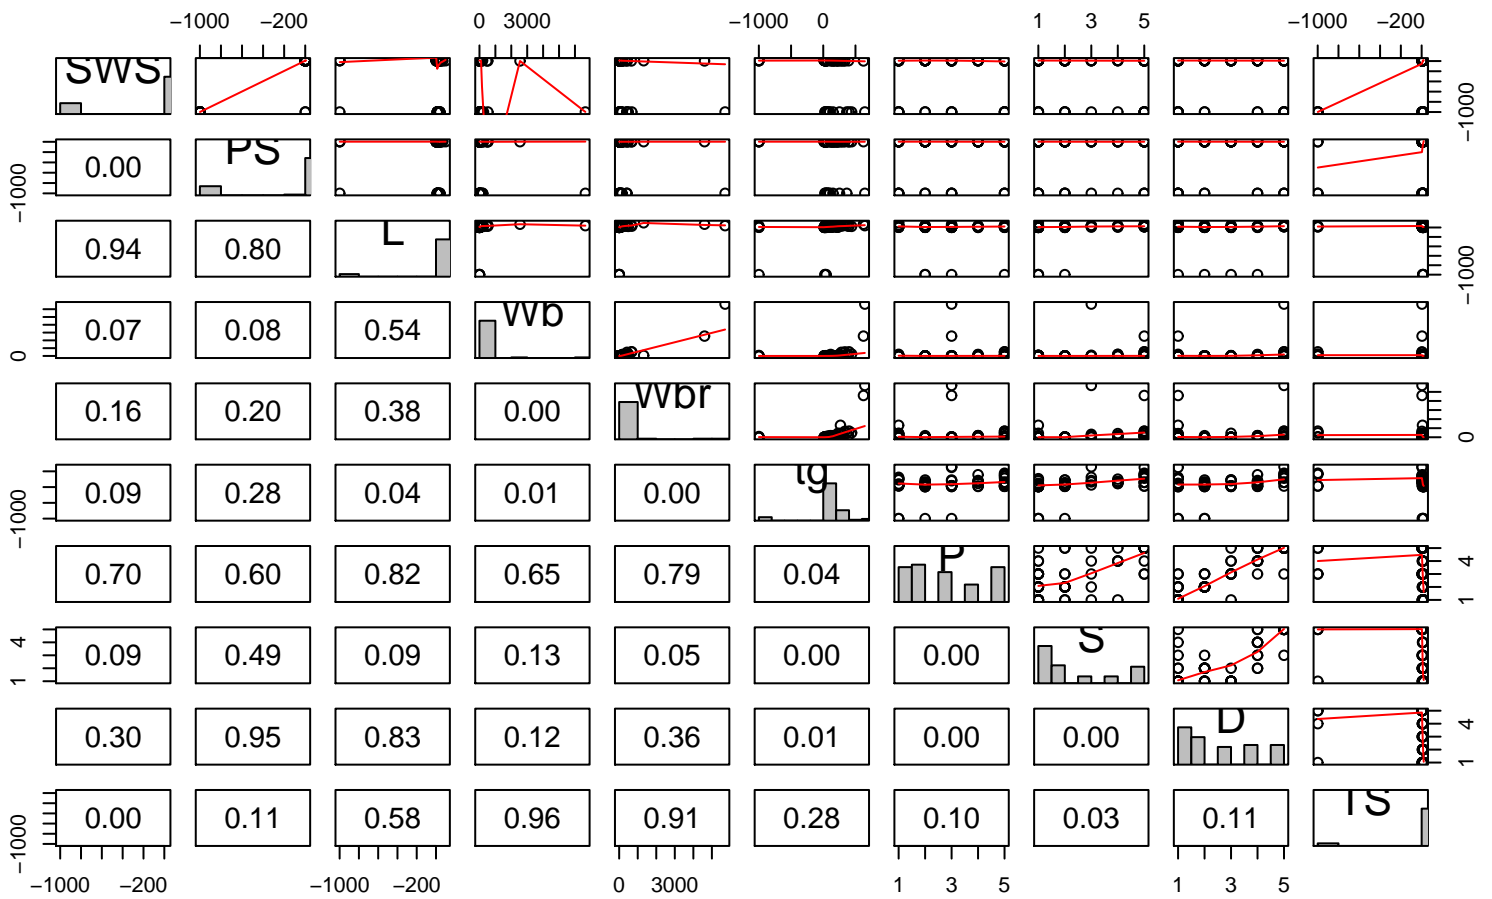 −1000 −200 0 3000 −1000 0 1 3 5 −1000 −200
SWS −1000
−1000 0.00 PS
0.94 0.80 L −1000
0 0.07 0.08 0.54 Wb
0.16 0.20 0.38 0.00 Wbr 0
−1000 0.09 0.28 0.04 0.01 0.00 tg
0.70 0.60 0.82 0.65 0.79 0.04 P 1 4
1 4 0.09 0.49 0.09 0.13 0.05 0.00 0.00 S
0.30 0.95 0.83 0.12 0.36 0.01 0.00 0.00 D 1 4
−1000 0.00 0.11 0.58 0.96 0.91 0.28 0.10 0.03 0.11 TS
−1000 −200 −1000 −200 0 3000 1 3 5 1 3 5